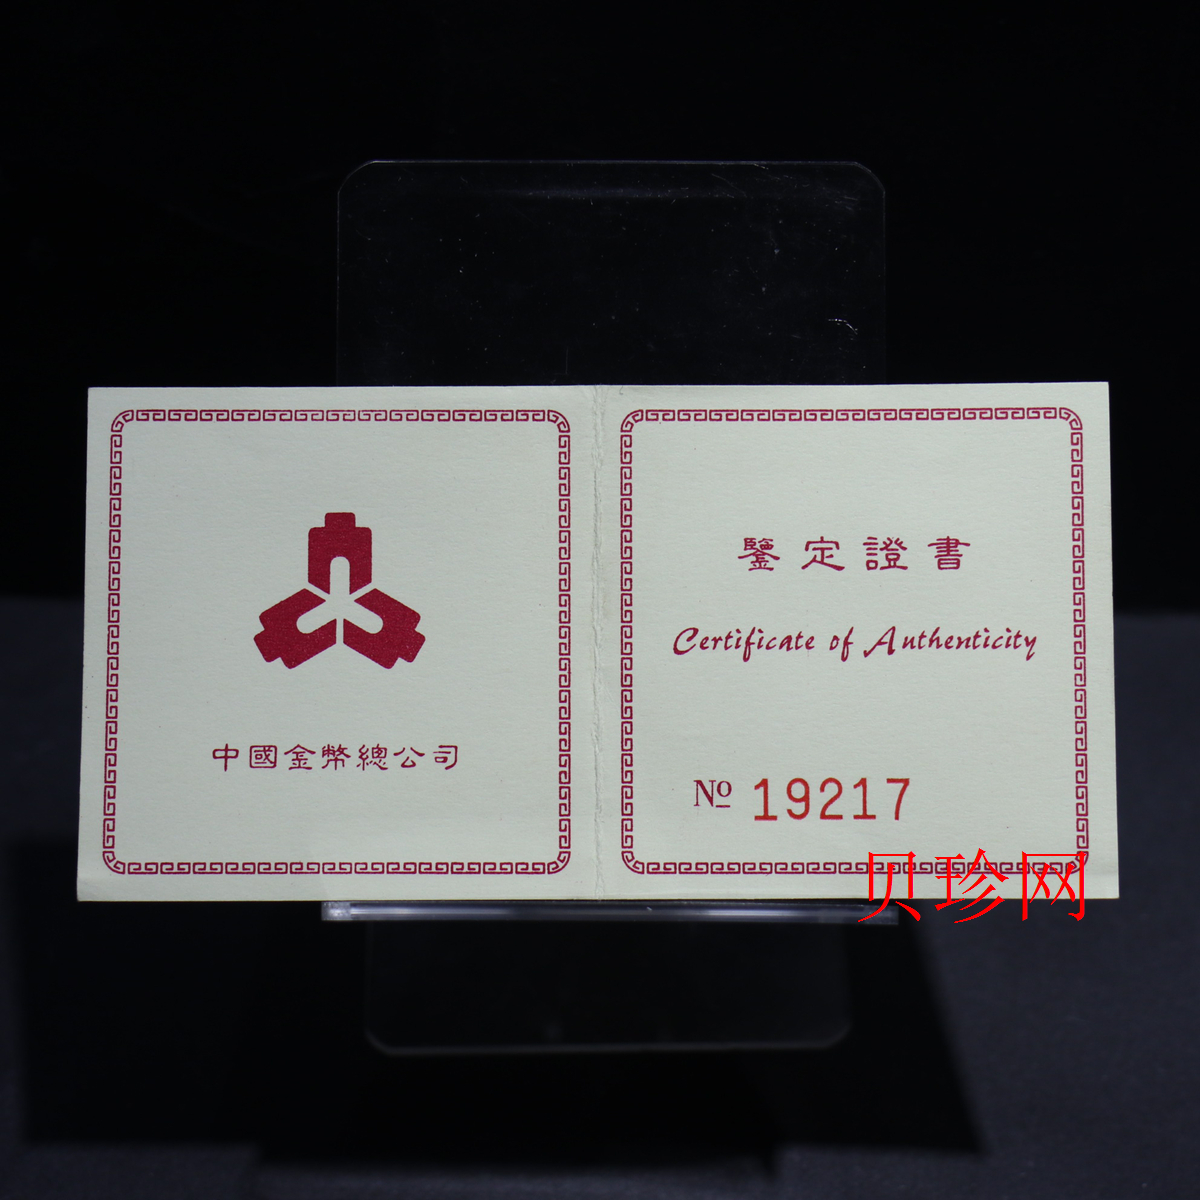 中國金幣總公司
鑒定證書
Certificate of Authenticity
№ 19217
贝珍网